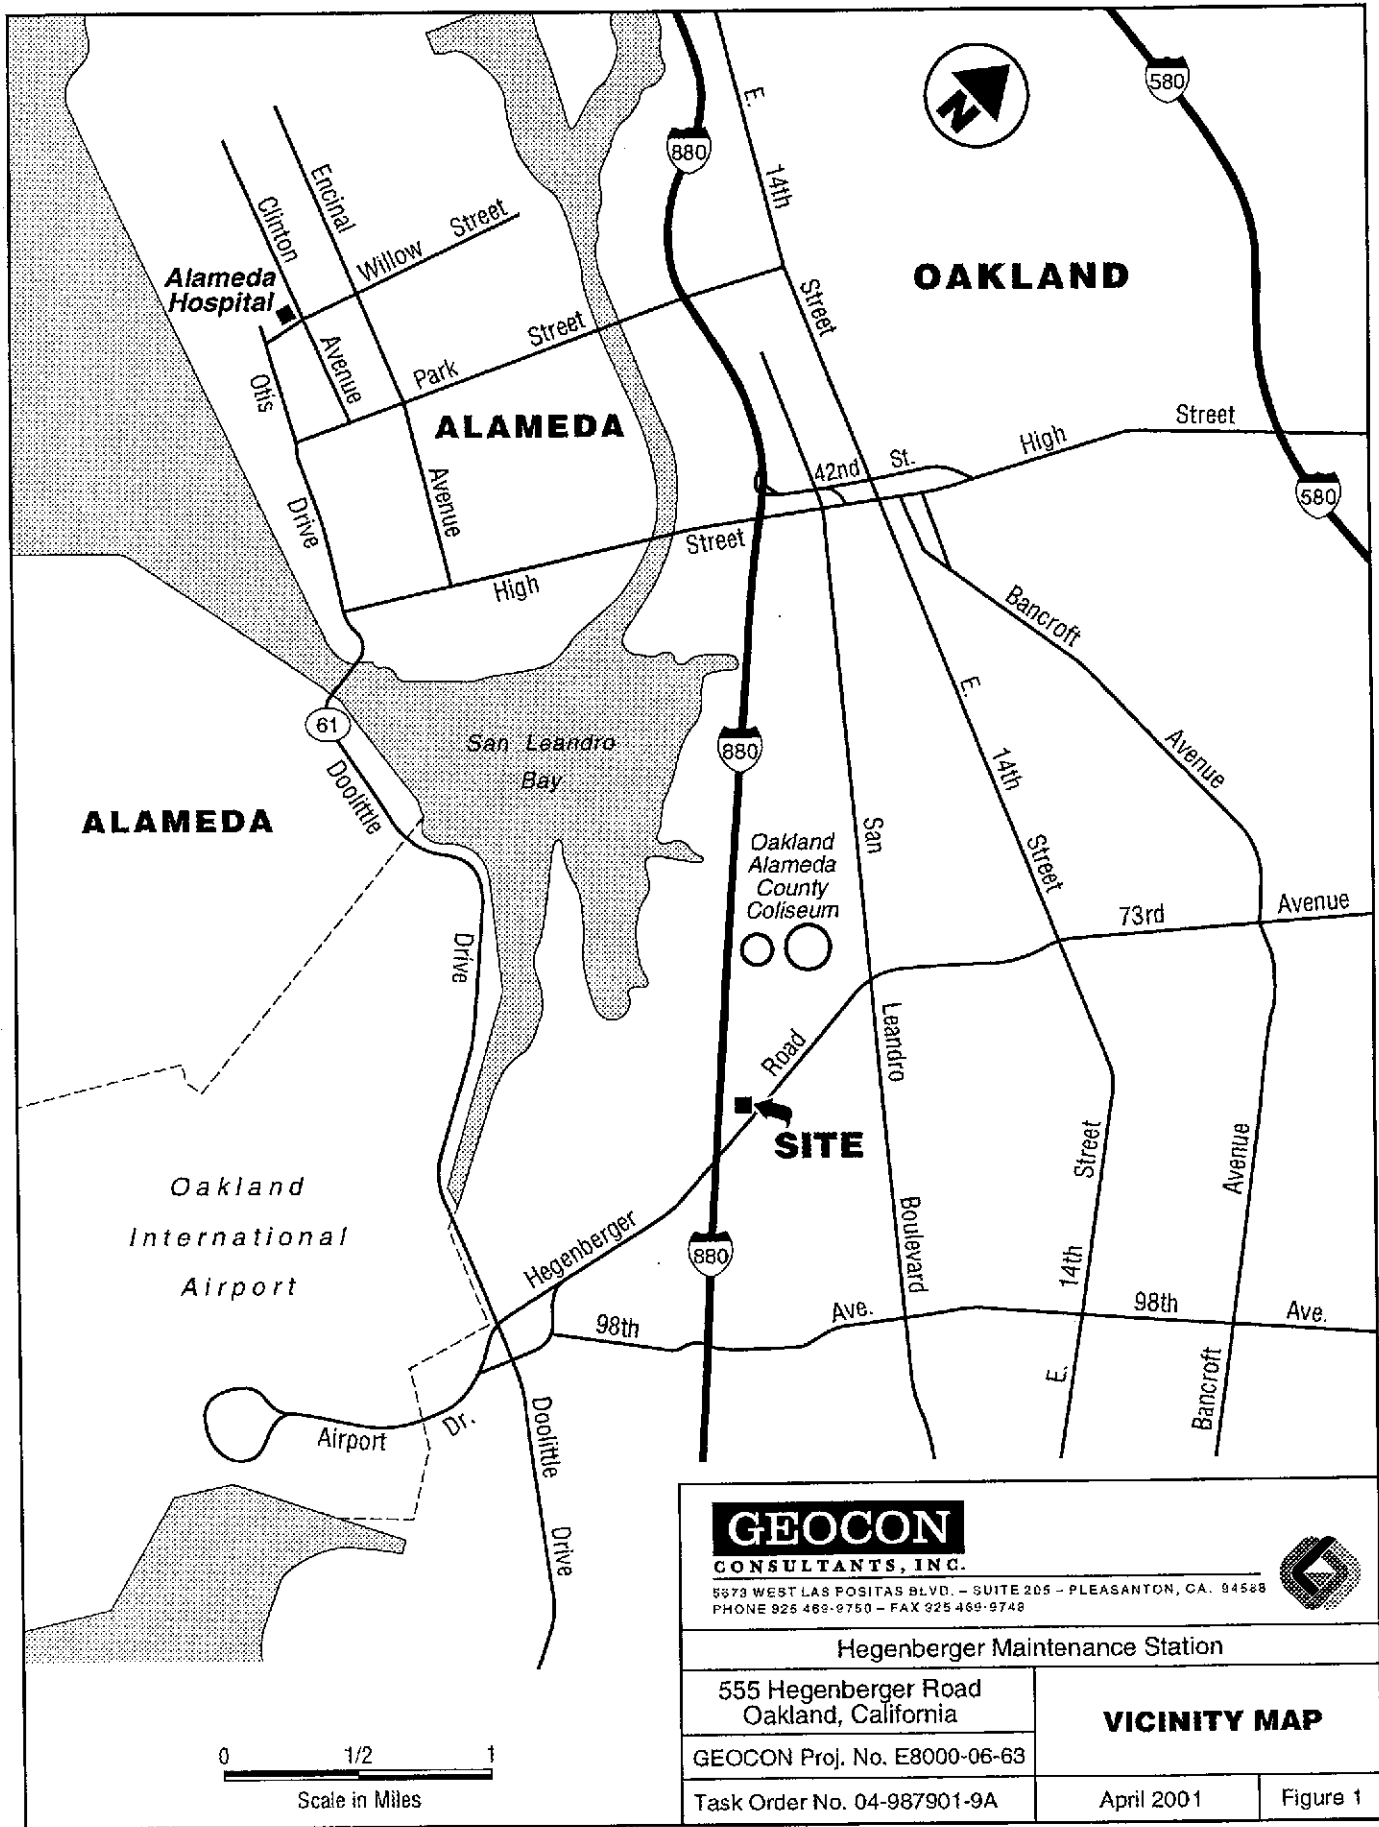 N
580
880
E.
14th
Street
OAKLAND
Encinal
Clinton
Willow Street
Alameda
Hospital
Avenue
Otis
Park Street
ALAMEDA
Avenue
Drive
High Street
42nd St.
High Street
580
Bancroft
Avenue
E.
14th
Street
61
San Leandro
Bay
880
Doolittle
ALAMEDA
Drive
Oakland
Alameda
County
Coliseum
San
Leandro
Boulevard
73rd Avenue
Road
SITE
Hegenberger
880
Street
14th
E.
Avenue
Bancroft
Oakland
International
Airport
98th Ave.
98th Ave.
Airport Dr.
Doolittle
Drive
GEOCON
CONSULTANTS, INC.
5673 WEST LAS POSITAS BLVD. – SUITE 205 – PLEASANTON, CA. 94588
PHONE 925 469-9750 – FAX 925 469-9749
Hegenberger Maintenance Station
555 Hegenberger Road
Oakland, California
VICINITY MAP
GEOCON Proj. No. E8000-06-63
Task Order No. 04-987901-9A
April 2001
Figure 1
0 1/2 1
Scale in Miles